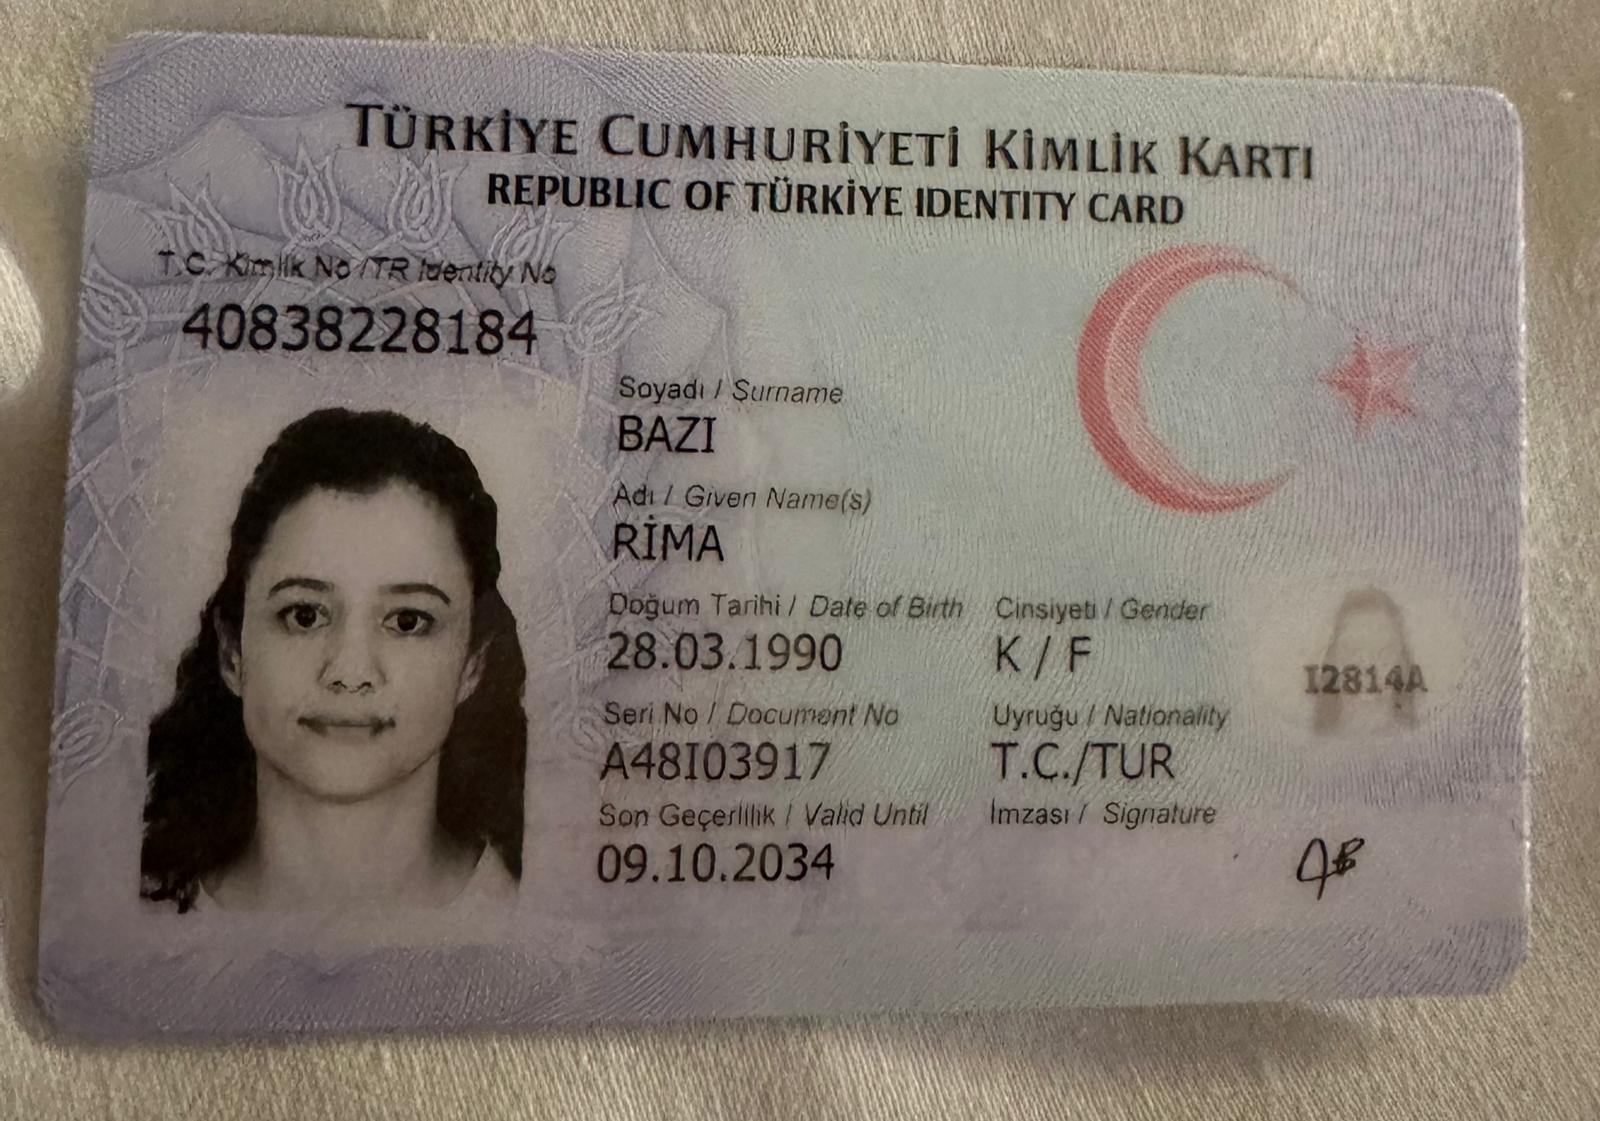 TÜRKİYE CUMHURİYETİ KİMLİK KARTI
REPUBLIC OF TÜRKİYE IDENTITY CARD
T.C. Kimlik No /TR Identity No
40838228184
Soyadı / Surname
BAZI
Adı / Given Name(s)
RİMA
Doğum Tarihi / Date of Birth Cinsiyeti / Gender
28.03.1990 K / F
I2814A
Seri No / Document No Uyruğu / Nationality
A48I03917 T.C./TUR
Son Geçerlilik / Valid Until İmzası / Signature
09.10.2034